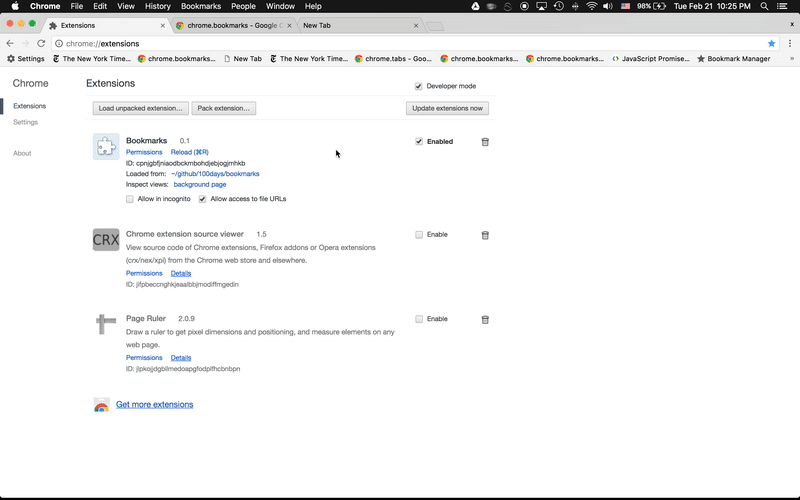 Chrome File Edit View History Bookmarks People Window Help 98% Tue Feb 21 10:25 PM
Extensions chrome.bookmarks - Google C New Tab
chrome://extensions
Settings The New York Time... chrome.bookmarks... New Tab The New York Time... chrome.tabs - Goo... chrome.bookmarks... chrome.bookmarks... JavaScript Promise... Bookmark Manager »
Chrome
Extensions
Settings
About
Extensions
Developer mode
Load unpacked extension... Pack extension... Update extensions now
Bookmarks 0.1 Enabled
Permissions Reload (⌘R)
ID: cpnjgbfjniaodbckmbohdjebjogjmhkb
Loaded from: ~/github/100days/bookmarks
Inspect views: background page
Allow in incognito Allow access to file URLs
CRX
Chrome extension source viewer 1.5 Enable
View source code of Chrome extensions, Firefox addons or Opera extensions
(crx/nex/xpi) from the Chrome web store and elsewhere.
Permissions Details
ID: jifpbeccnghkjeaalbbjmodiffmgedin
Page Ruler 2.0.9 Enable
Draw a ruler to get pixel dimensions and positioning, and measure elements on any
web page.
Permissions Details
ID: jlpkojjdgbllmedoapgfodplfhcbnbpn
Get more extensions